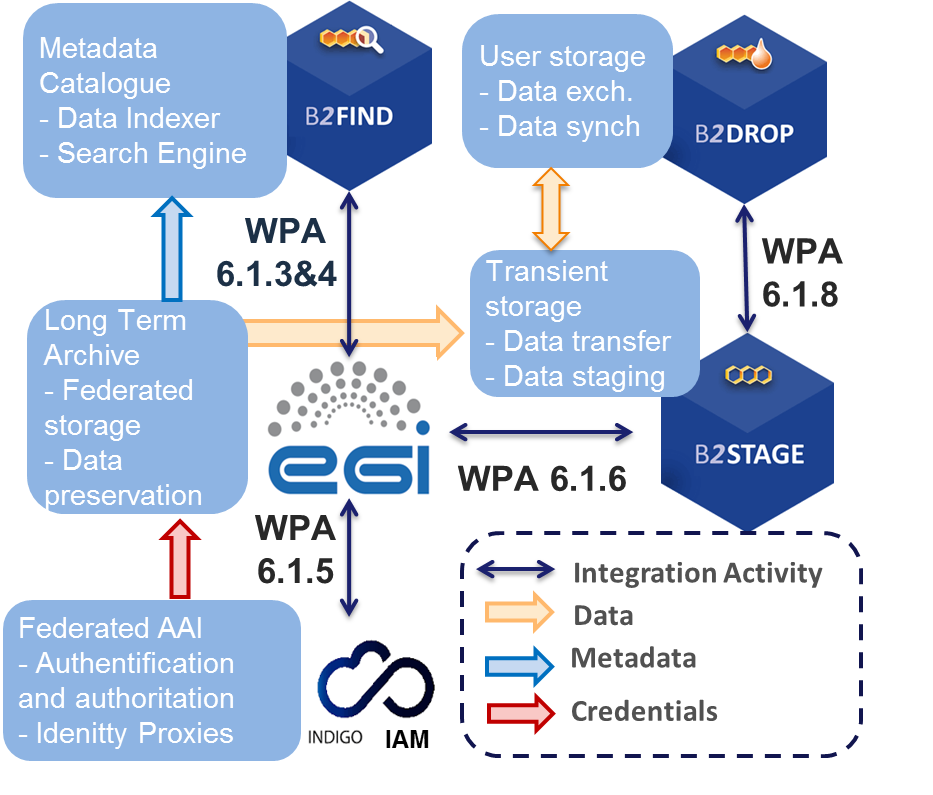 Metadata
Catalogue
- Data Indexer
- Search Engine
B2FIND
User storage
- Data exch.
- Data synch
B2DROP
WPA
6.1.3&4
WPA
6.1.8
Transient
storage
- Data transfer
- Data staging
Long Term
Archive
- Federated
storage
- Data
preservation
egi
WPA 6.1.6
B2STAGE
WPA
6.1.5
Federated AAI
- Authentification
and authoritation
- Idenitty Proxies
INDIGO IAM
Integration Activity
Data
Metadata
Credentials